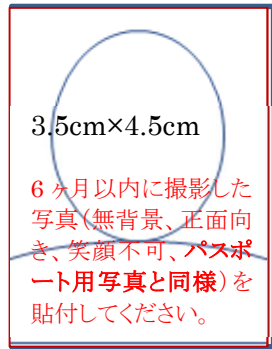 3.5cm×4.5cm
6ヶ月以内に撮影した
写真(無背景、正面向
き、笑顔不可、パスポ
ート用写真と同様)を
貼付してください。